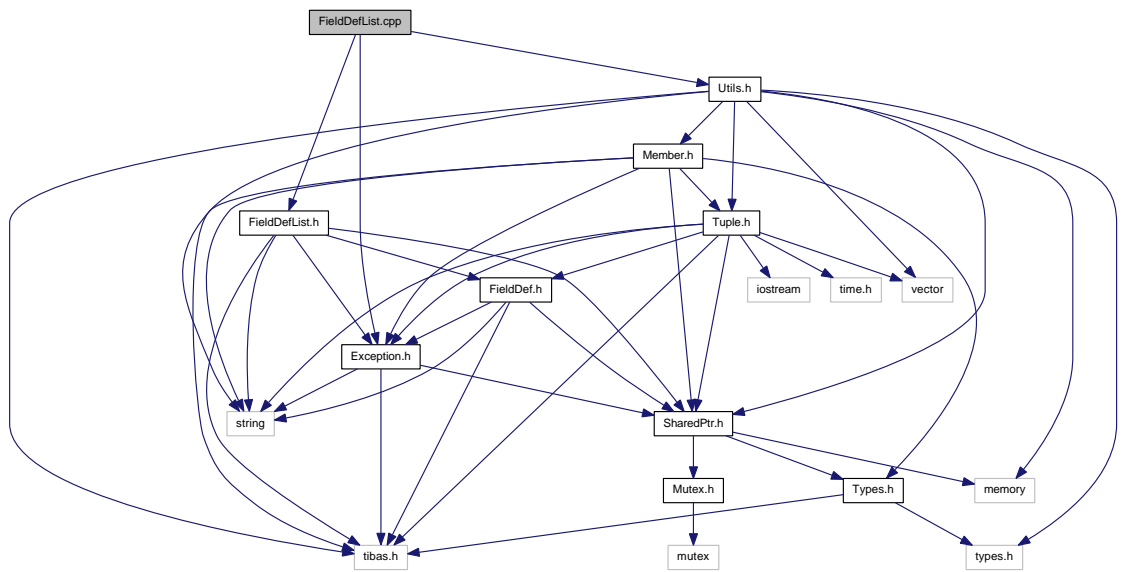 FieldDefList.cpp
Utils.h
Member.h
FieldDefList.h
Tuple.h
FieldDef.h
iostream
time.h
vector
Exception.h
string
SharedPtr.h
Mutex.h
Types.h
memory
tibas.h
mutex
types.h